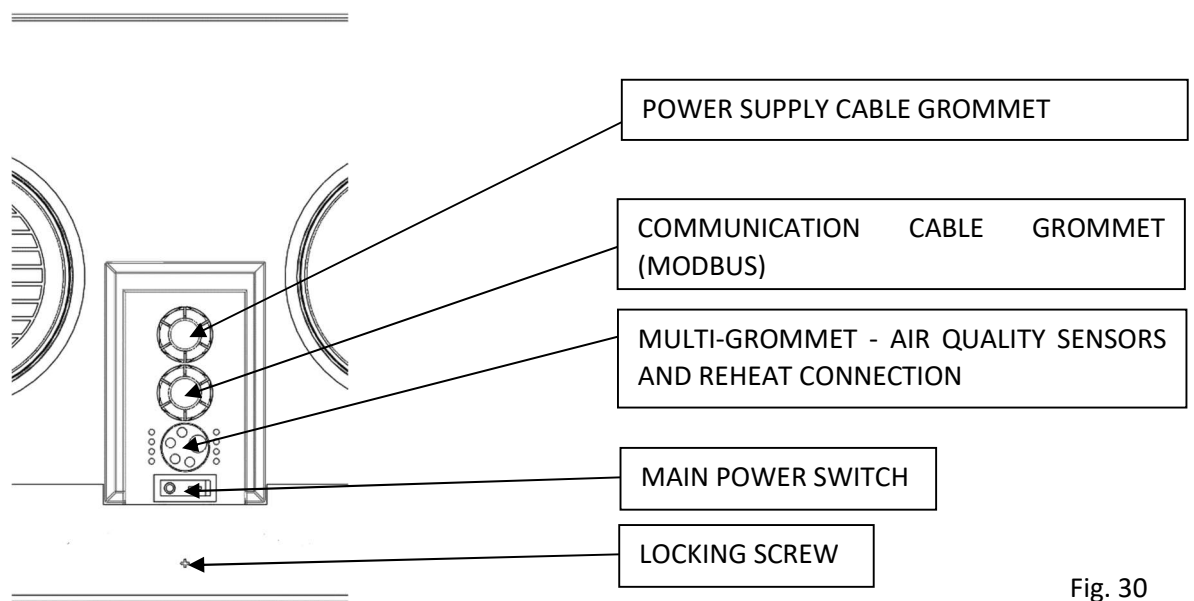 POWER SUPPLY CABLE GROMMET
COMMUNICATION CABLE GROMMET
(MODBUS)
MULTI-GROMMET - AIR QUALITY SENSORS
AND REHEAT CONNECTION
MAIN POWER SWITCH
LOCKING SCREW
Fig. 30